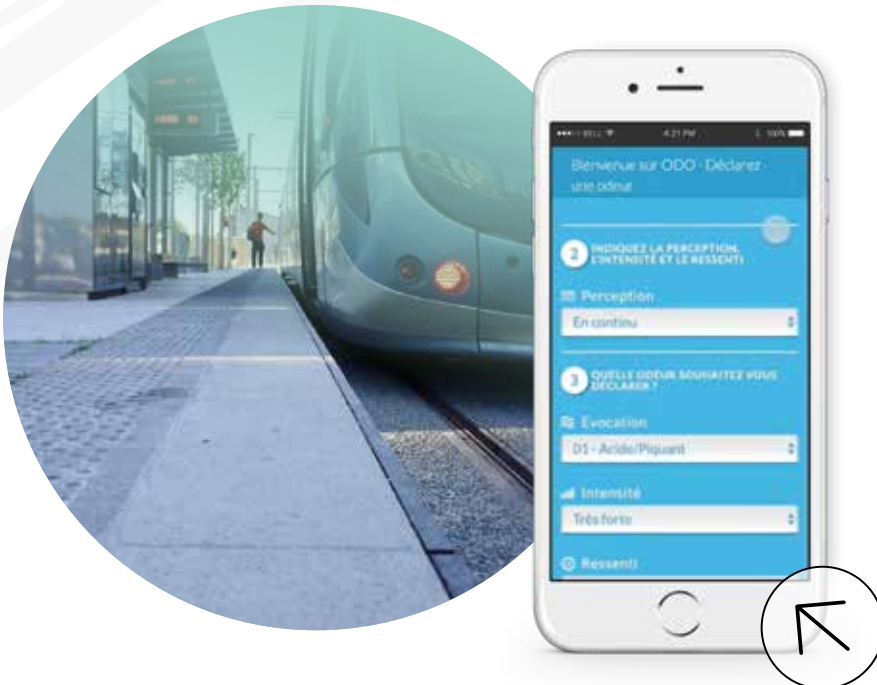 4:21 PM
100%
Bienvenue sur ODO - Déclarez -
une odeur
2 INDIQUEZ LA PERCEPTION,
L'INTENSITÉ ET LE RESSENTI
Perception
En continu
3 QUELLE ODEUR SOUHAITEZ VOUS
DÉCLARER ?
Evocation
D1 - Acide/Piquant
Intensité
Très forte
Ressenti